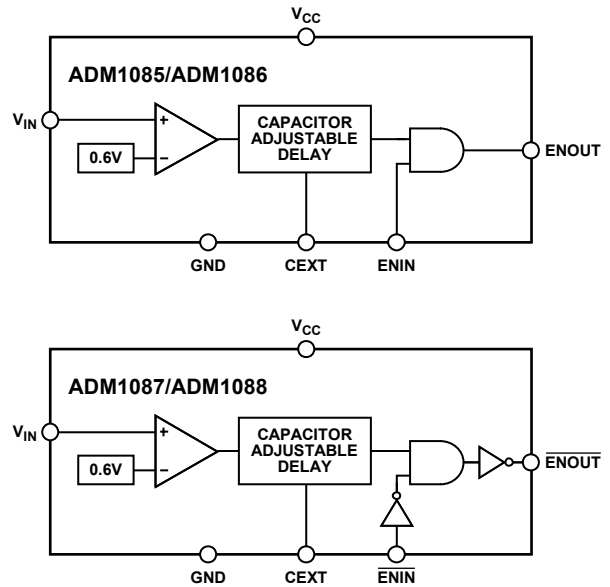 VCC
ADM1085/ADM1086
VIN
+
0.6V
−
CAPACITOR
ADJUSTABLE
DELAY
ENOUT
GND
CEXT
ENIN
VCC
ADM1087/ADM1088
VIN
+
0.6V
−
CAPACITOR
ADJUSTABLE
DELAY
ENOUT
GND
CEXT
ENIN